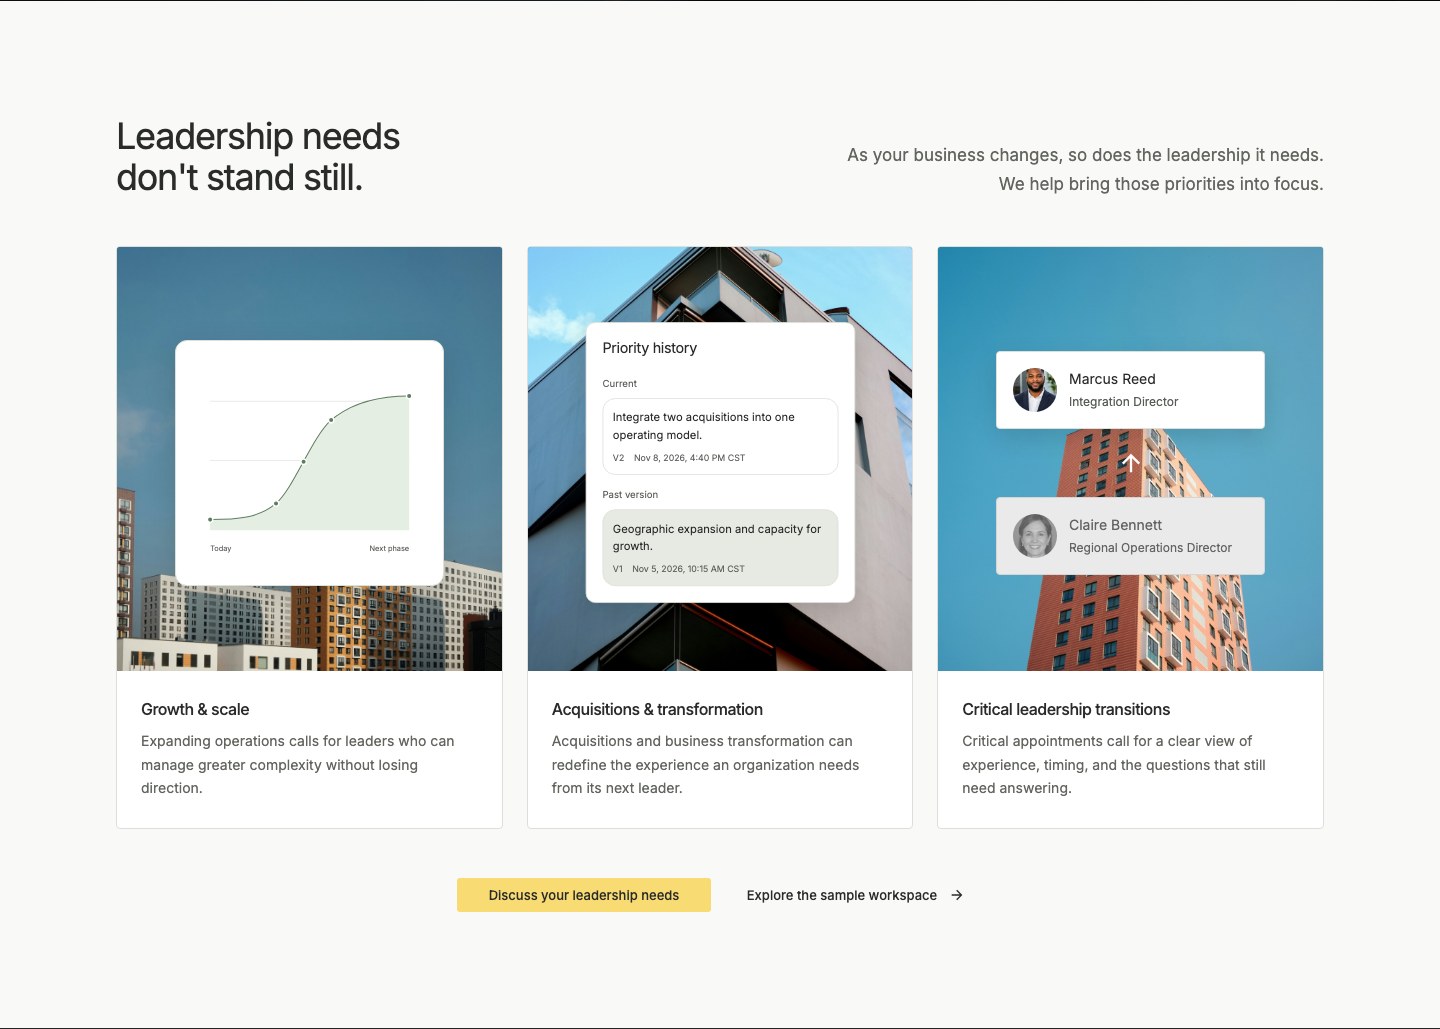 Leadership needs
don't stand still.
As your business changes, so does the leadership it needs.
We help bring those priorities into focus.
Today
Next phase
Growth & scale
Expanding operations calls for leaders who can
manage greater complexity without losing
direction.
Priority history
Current
Integrate two acquisitions into one
operating model.
V2 Nov 8, 2026, 4:40 PM CST
Past version
Geographic expansion and capacity for
growth.
V1 Nov 5, 2026, 10:15 AM CST
Acquisitions & transformation
Acquisitions and business transformation can
redefine the experience an organization needs
from its next leader.
Marcus Reed
Integration Director
Claire Bennett
Regional Operations Director
Critical leadership transitions
Critical appointments call for a clear view of
experience, timing, and the questions that still
need answering.
Discuss your leadership needs
Explore the sample workspace →